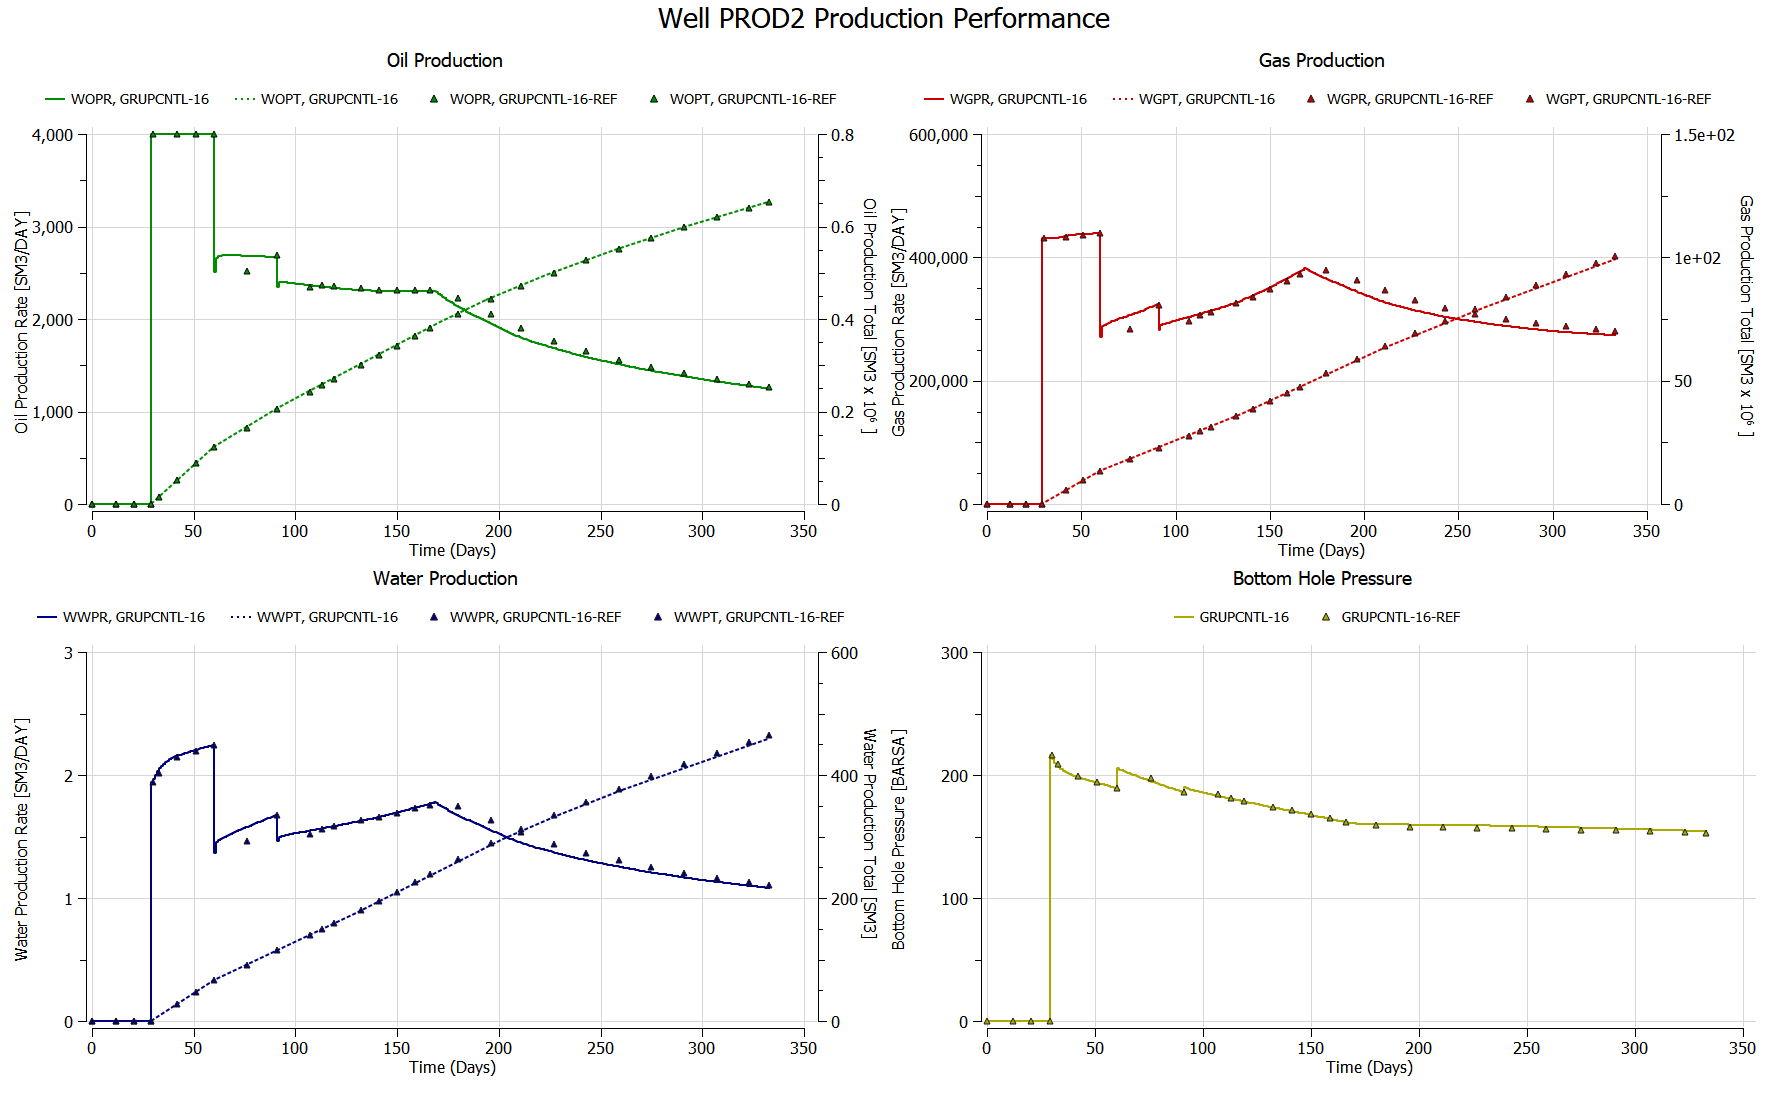 Well PROD2 Production Performance
Oil Production
WOPR, GRUPCNTL-16
WOPT, GRUPCNTL-16
WOPR, GRUPCNTL-16-REF
WOPT, GRUPCNTL-16-REF
4,000
3,000
2,000
1,000
0
Oil Production Rate [SM3/DAY]
0.8
0.6
0.4
0.2
0
Oil Production Total [SM3 x 10⁶ ]
0 50 100 150 200 250 300 350
Time (Days)
Gas Production
WGPR, GRUPCNTL-16
WGPT, GRUPCNTL-16
WGPR, GRUPCNTL-16-REF
WGPT, GRUPCNTL-16-REF
600,000
400,000
200,000
0
Gas Production Rate [SM3/DAY]
1.5e+02
1e+02
50
0
Gas Production Total [SM3 x 10⁶ ]
0 50 100 150 200 250 300 350
Time (Days)
Water Production
WWPR, GRUPCNTL-16
WWPT, GRUPCNTL-16
WWPR, GRUPCNTL-16-REF
WWPT, GRUPCNTL-16-REF
3
2
1
0
Water Production Rate [SM3/DAY]
600
400
200
0
Water Production Total [SM3]
0 50 100 150 200 250 300 350
Time (Days)
Bottom Hole Pressure
GRUPCNTL-16
GRUPCNTL-16-REF
300
200
100
0
Bottom Hole Pressure [BARSA]
0 50 100 150 200 250 300 350
Time (Days)